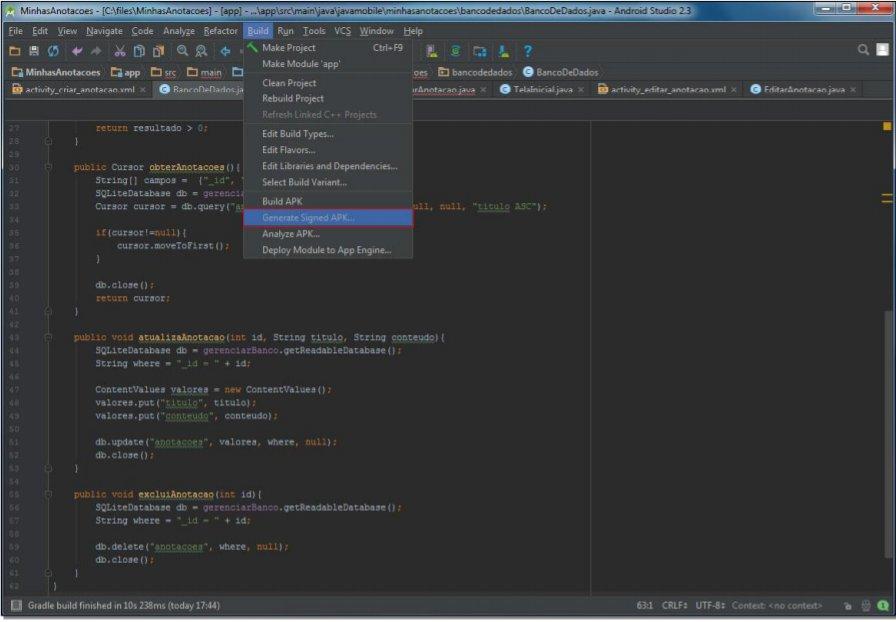 MinhasAnotacoes - [C:\files\MinhasAnotacoes] - [app] - ...\app\src\main\java\javamobile\minhasanotacoes\bancodedados\BancoDeDados.java - Android Studio 2.3
File Edit View Navigate Code Analyze Refactor Build Run Tools VCS Window Help
Make Project Ctrl+F9
Make Module 'app'
Clean Project
Rebuild Project
Refresh Linked C++ Projects
Edit Build Types...
Edit Flavors...
Edit Libraries and Dependencies...
Select Build Variant...
Build APK
Generate Signed APK...
Analyze APK...
Deploy Module to App Engine...
MinhasAnotacoes app src main oes bancodedados BancoDeDados
activity_criar_anotacao.xml BancoDeDados.ja arAnotacao.java TelaInicial.java activity_editar_anotacao.xml EditarAnotacao.java
27 return resultado > 0;
28 }
29
30 public Cursor obterAnotacoes(){
31 String[] campos = {"_id",
32 SQLiteDatabase db = gerencia
33 Cursor cursor = db.query("an ull, null, "titulo ASC");
34
35 if(cursor!=null){
36 cursor.moveToFirst();
37 }
38
39 db.close();
40 return cursor;
41 }
42
43 public void atualizaAnotacao(int id, String titulo, String conteudo){
44 SQLiteDatabase db = gerenciarBanco.getReadableDatabase();
45 String where = "_id = " + id;
46
47 ContentValues valores = new ContentValues();
48 valores.put("titulo", titulo);
49 valores.put("conteudo", conteudo);
50
51 db.update("anotacoes", valores, where, null);
52 db.close();
53 }
54
55 public void excluiAnotacao(int id){
56 SQLiteDatabase db = gerenciarBanco.getReadableDatabase();
57 String where = "_id = " + id;
58
59 db.delete("anotacoes", where, null);
60 db.close();
61 }
62 }
Gradle build finished in 10s 238ms (today 17:44) 63:1 CRLF UTF-8 Context: <no context> 1